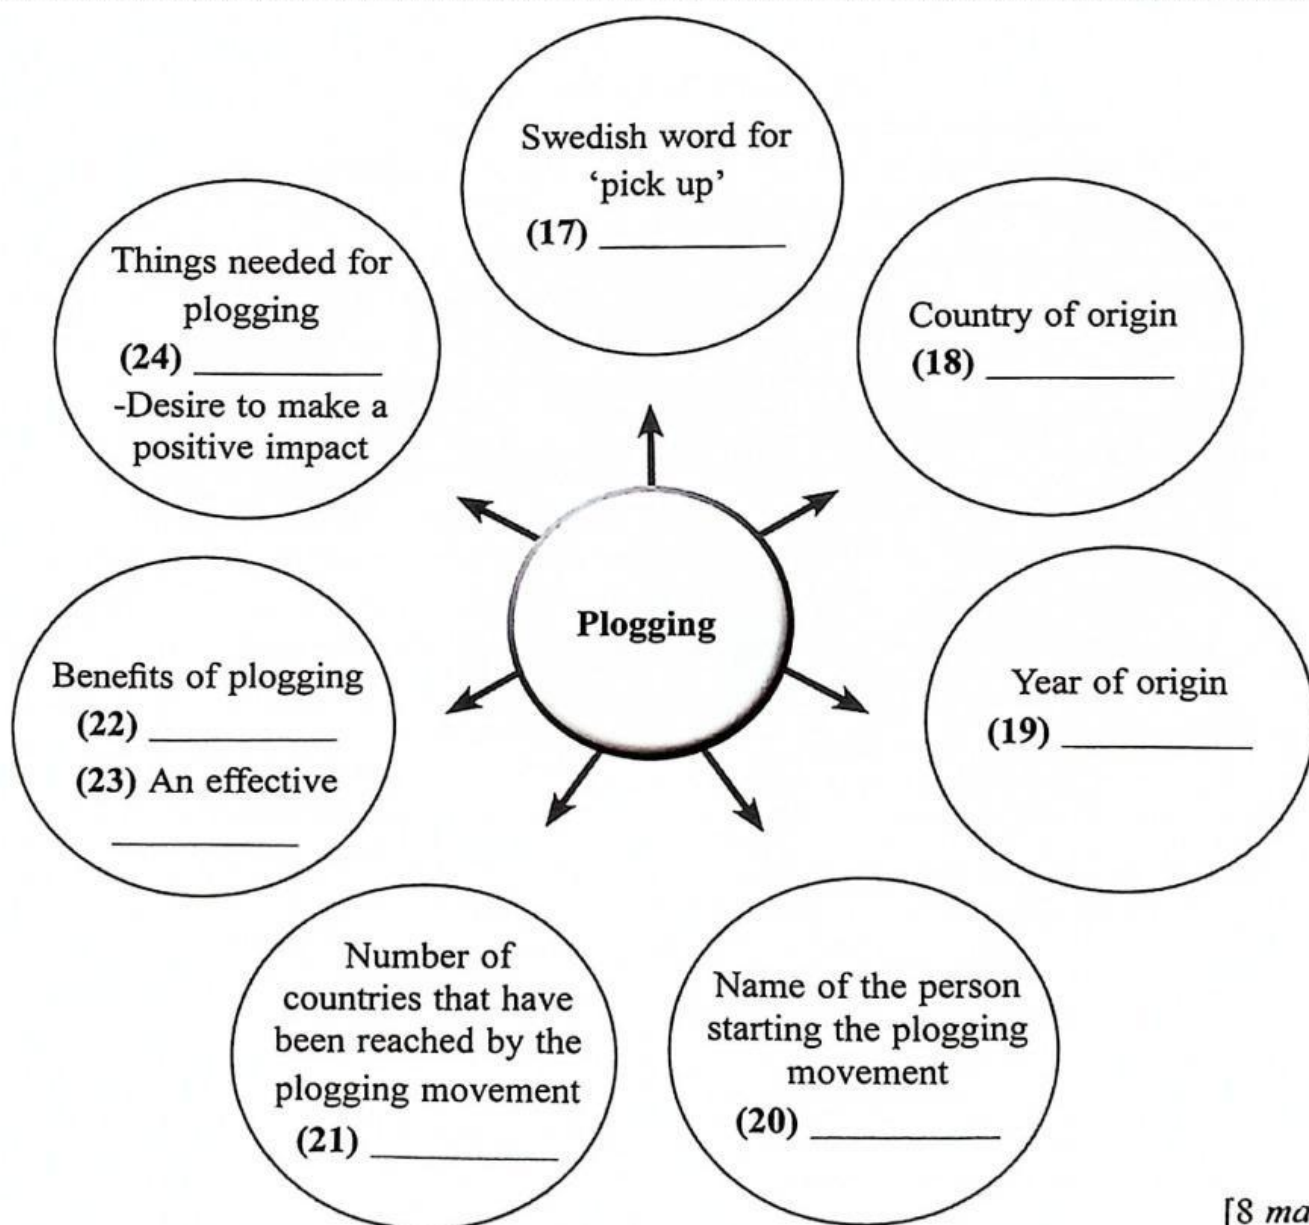 Swedish word for
‘pick up’
(17) __________
Country of origin
(18) __________
Year of origin
(19) __________
Name of the person
starting the plogging
movement
(20) __________
Number of
countries that have
been reached by the
plogging movement
(21) __________
Benefits of plogging
(22) __________
(23) An effective
__________
Things needed for
plogging
(24) __________
-Desire to make a
positive impact
Plogging
[8